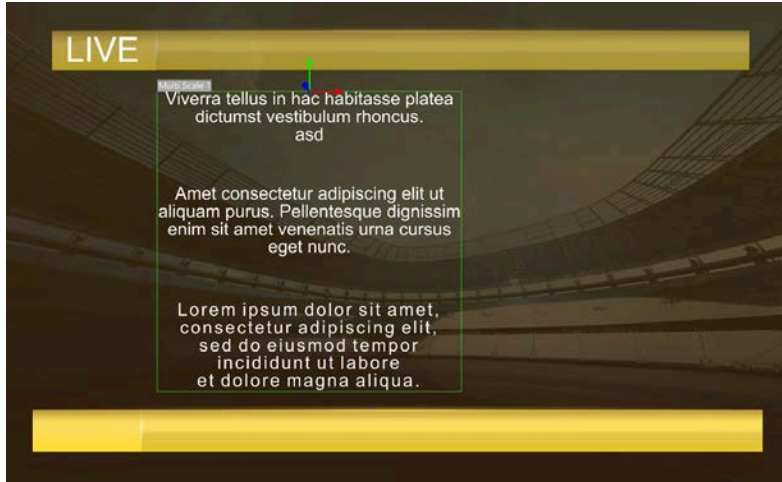 LIVE
Multi Scale 1
Viverra tellus in hac habitasse platea
dictumst vestibulum rhoncus.
asd
Amet consectetur adipiscing elit ut
aliquam purus. Pellentesque dignissim
enim sit amet venenatis urna cursus
eget nunc.
Lorem ipsum dolor sit amet,
consectetur adipiscing elit,
sed do eiusmod tempor
incididunt ut labore
et dolore magna aliqua.